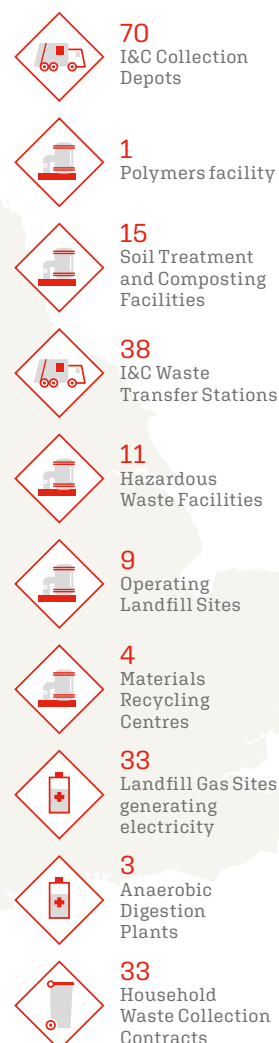 70
I&C Collection
Depots
1
Polymers facility
15
Soil Treatment
and Composting
Facilities
38
I&C Waste
Transfer Stations
11
Hazardous
Waste Facilities
9
Operating
Landfill Sites
4
Materials
Recycling
Centres
33
Landfill Gas Sites
generating
electricity
3
Anaerobic
Digestion
Plants
33
Household
Waste Collection
Contracts